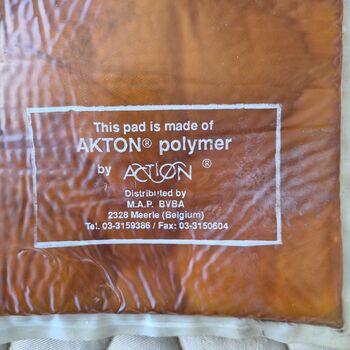 This pad is made of
AKTON® polymer
by ACTION ®
Distributed by
M.A.P. BVBA
2328 Meerle (Belgium)
Tel. 03-3159386 / Fax: 03-3150604